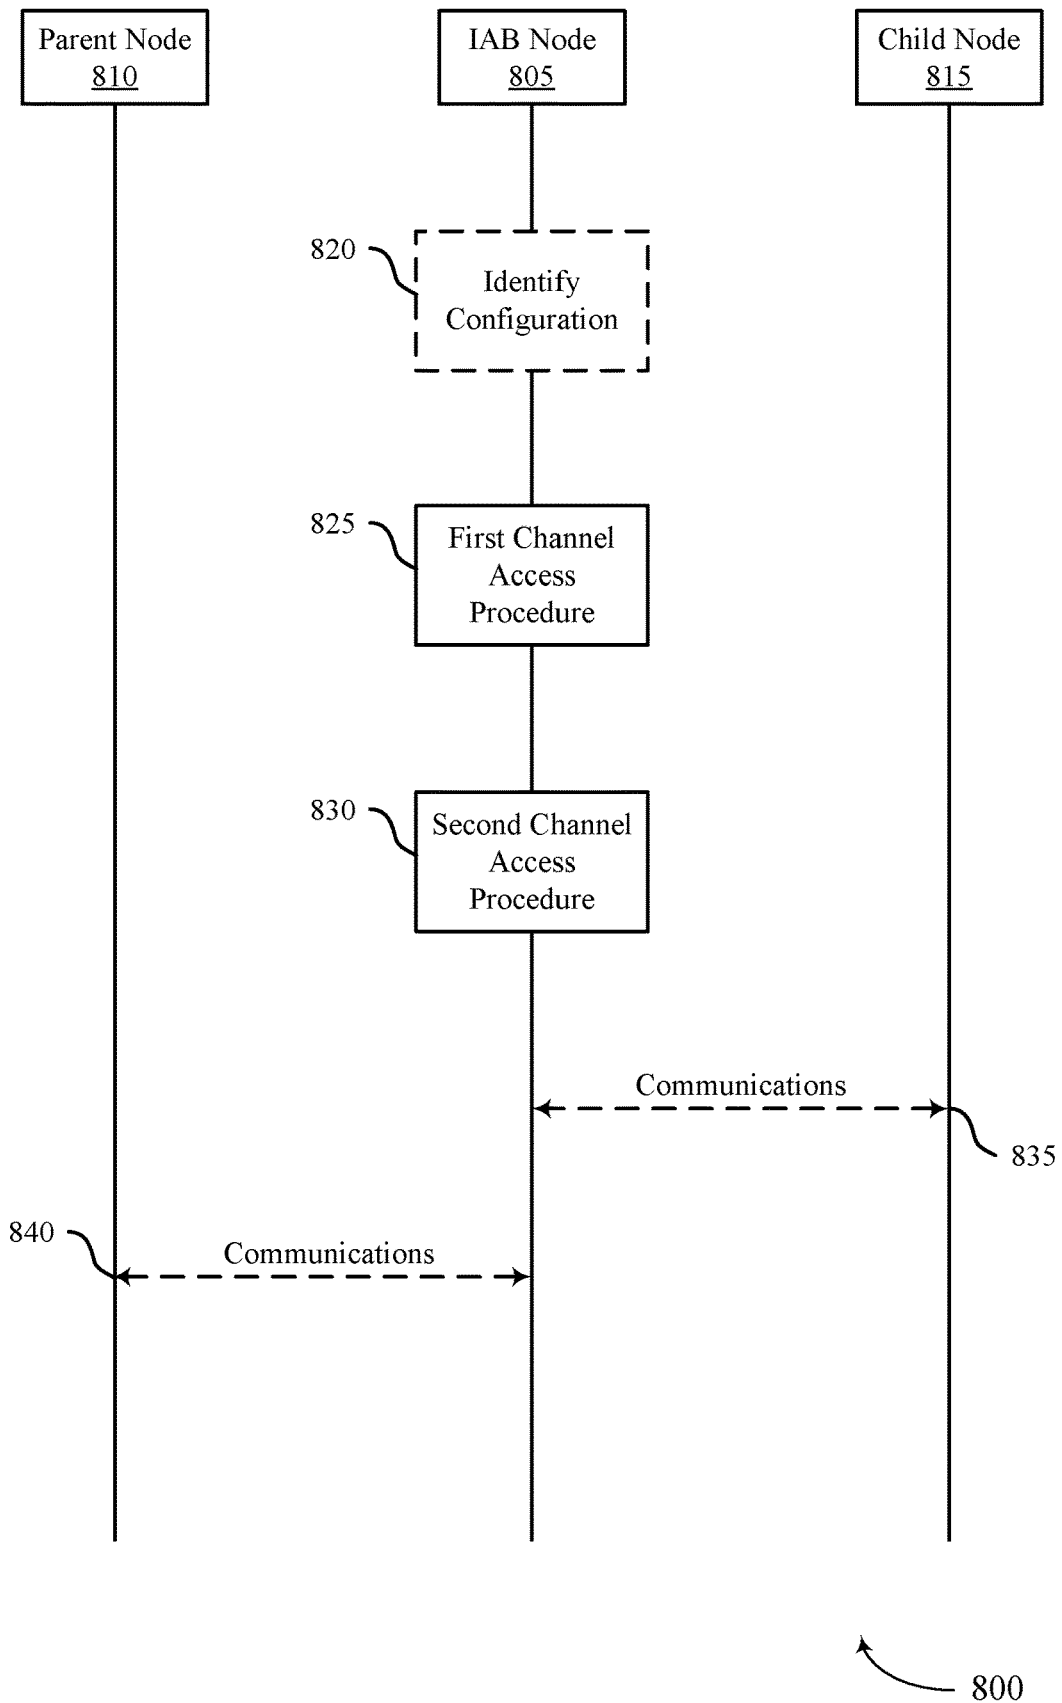 Parent Node
810
IAB Node
805
Child Node
815
820
Identify
Configuration
825
First Channel
Access
Procedure
830
Second Channel
Access
Procedure
Communications
835
840
Communications
800